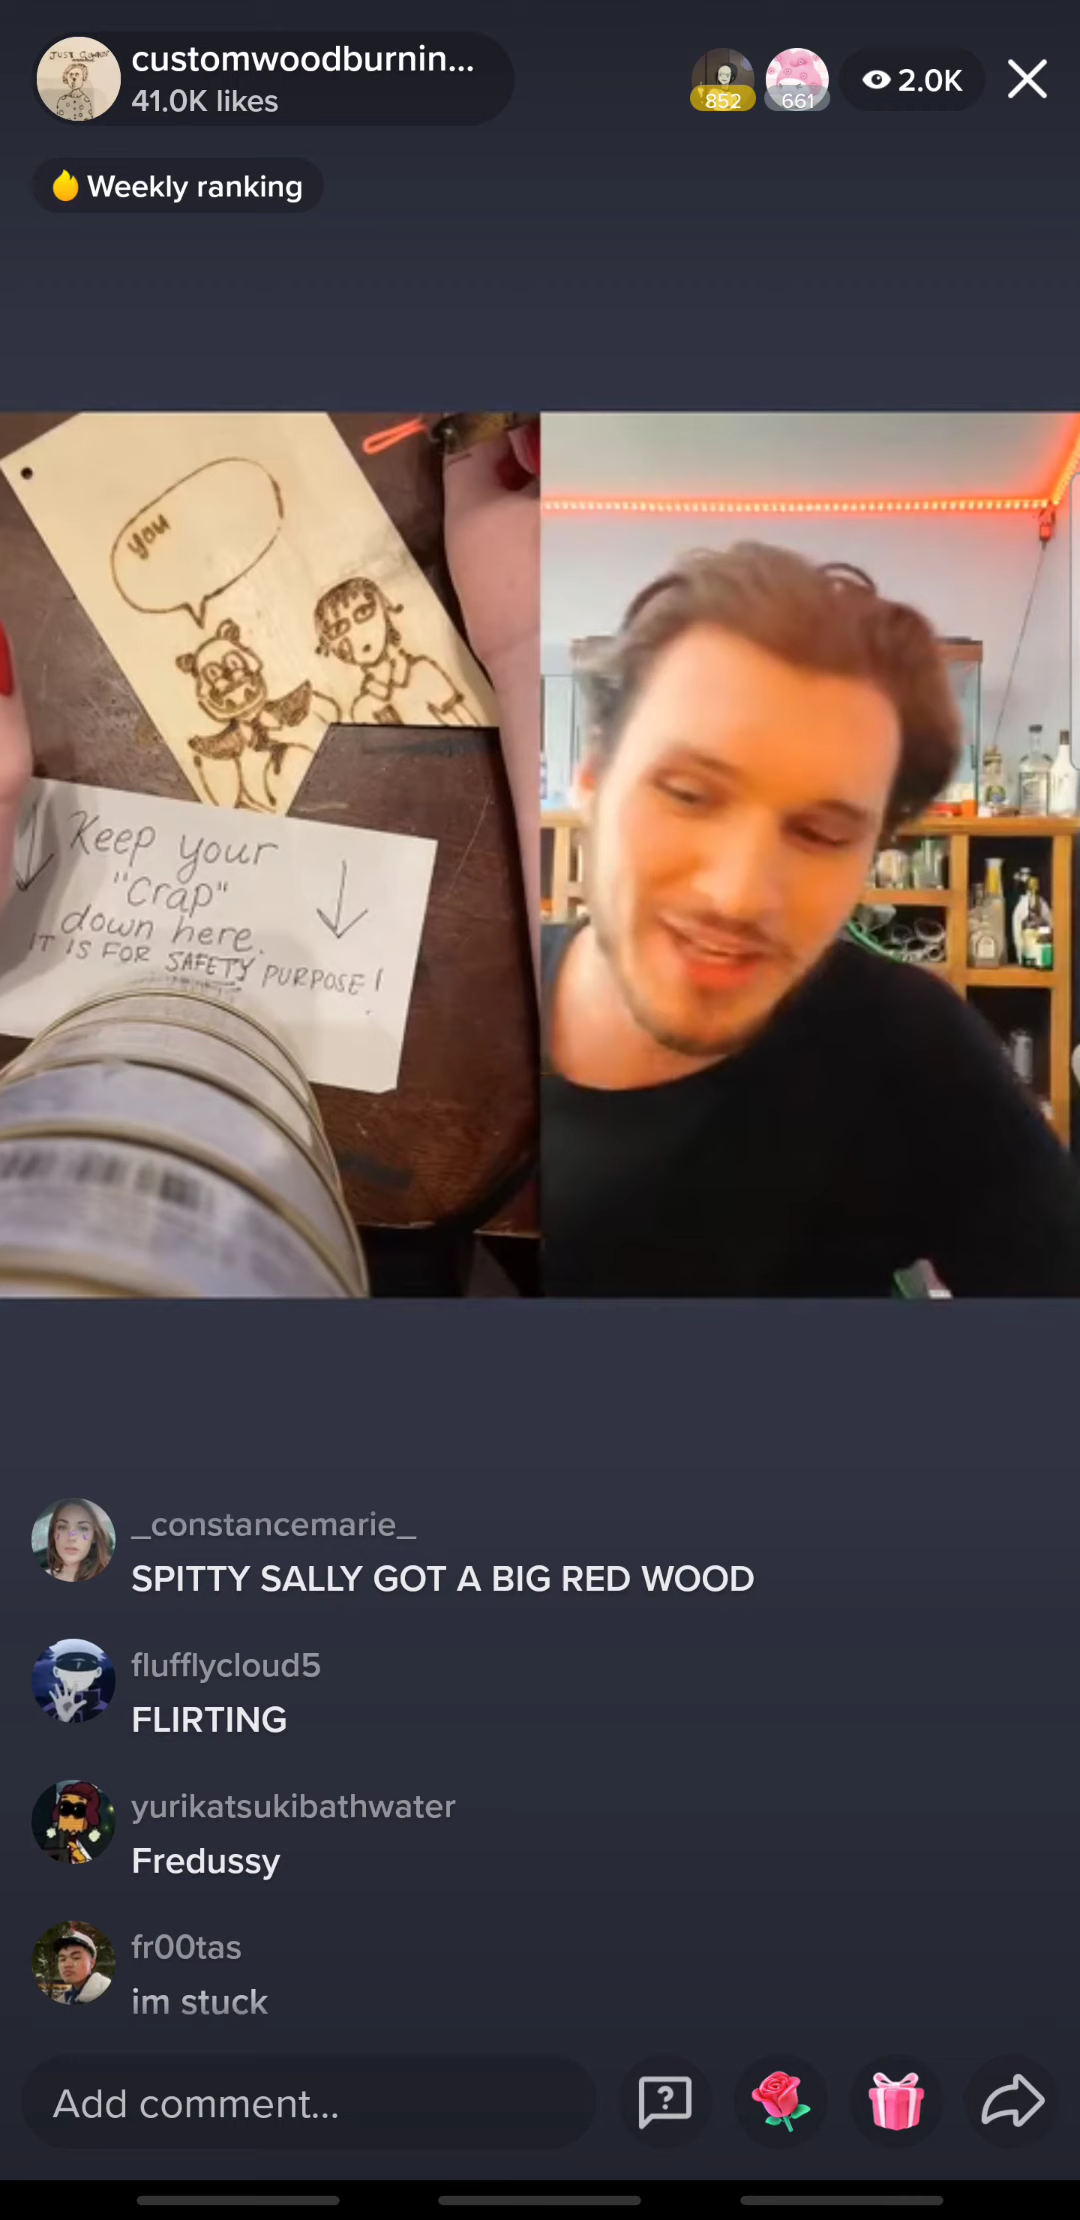 customwoodburnin...
41.0K likes
852
661
2.0K
Weekly ranking
JUST
you
Keep your
"Crap"
down here.
IT IS FOR SAFETY PURPOSE!
_constancemarie_
SPITTY SALLY GOT A BIG RED WOOD
flufflycloud5
FLIRTING
yurikatsukibathwater
Fredussy
fr00tas
im stuck
Add comment...